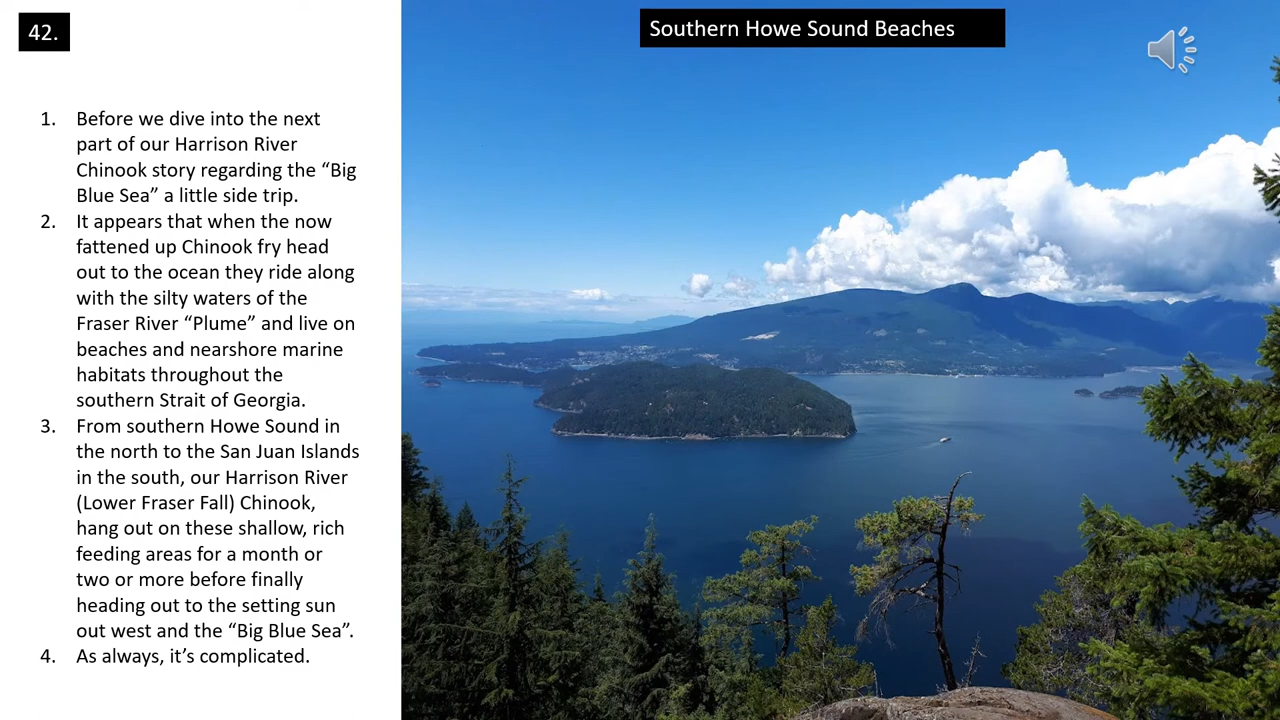 42.
Southern Howe Sound Beaches
1. Before we dive into the next
part of our Harrison River
Chinook story regarding the “Big
Blue Sea” a little side trip.
2. It appears that when the now
fattened up Chinook fry head
out to the ocean they ride along
with the silty waters of the
Fraser River “Plume” and live on
beaches and nearshore marine
habitats throughout the
southern Strait of Georgia.
3. From southern Howe Sound in
the north to the San Juan Islands
in the south, our Harrison River
(Lower Fraser Fall) Chinook,
hang out on these shallow, rich
feeding areas for a month or
two or more before finally
heading out to the setting sun
out west and the “Big Blue Sea”.
4. As always, it’s complicated.